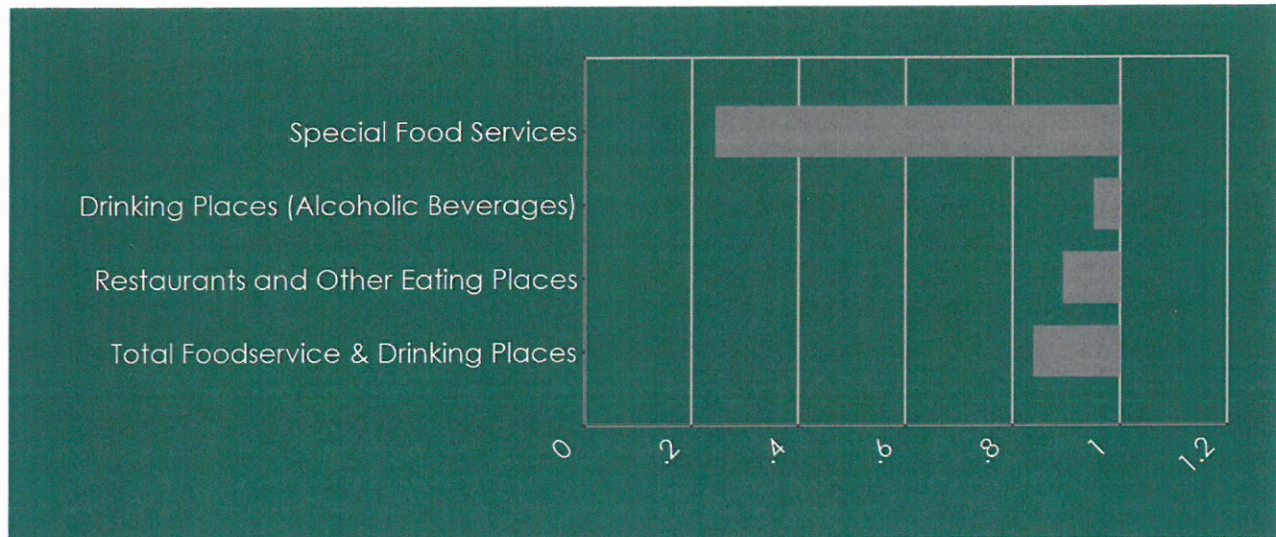 Special Food Services
Drinking Places (Alcoholic Beverages)
Restaurants and Other Eating Places
Total Foodservice & Drinking Places
0 .2 .4 .6 .8 1 1.2